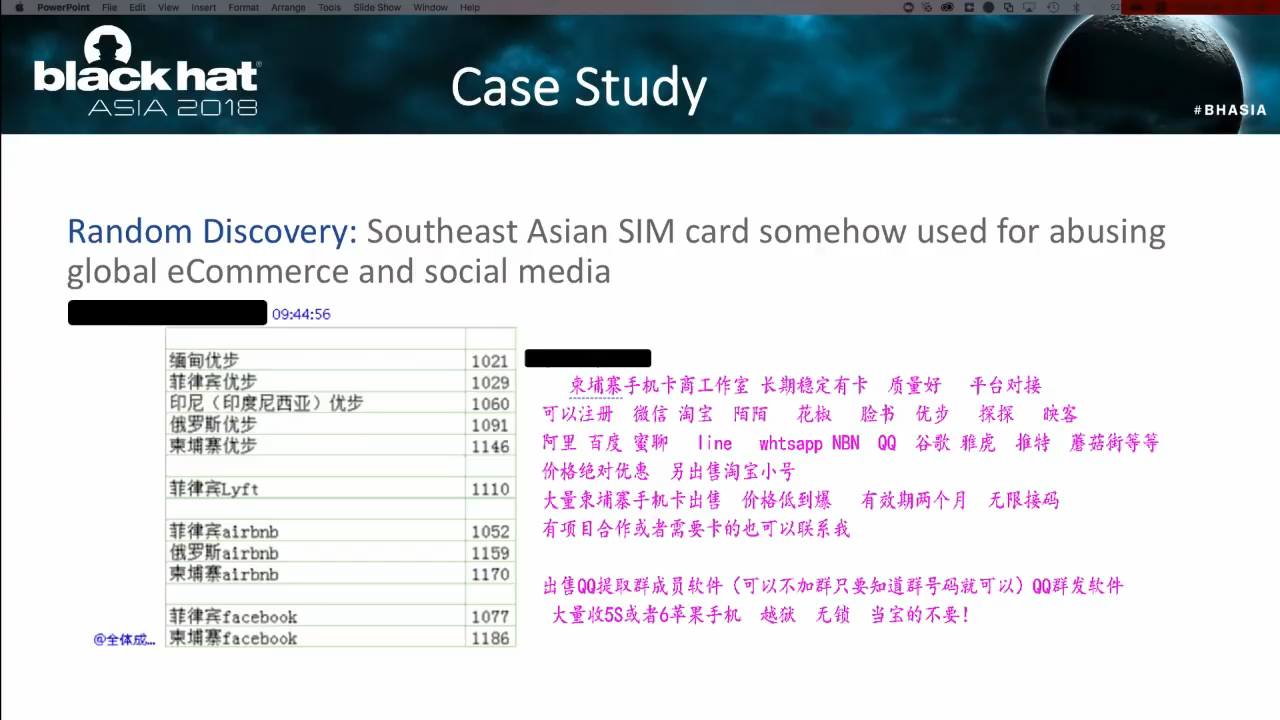 PowerPoint File Edit View Insert Format Arrange Tools Slide Show Window Help
black hat®
ASIA 2018
Case Study
#BHASIA
Random Discovery: Southeast Asian SIM card somehow used for abusing
global eCommerce and social media
09:44:56
缅甸优步 1021
菲律宾优步 1029
印尼（印度尼西亚）优步 1060
俄罗斯优步 1091
柬埔寨优步 1146
菲律宾Lyft 1110
菲律宾airbnb 1052
俄罗斯airbnb 1159
柬埔寨airbnb 1170
菲律宾facebook 1077
@全体成... 柬埔寨facebook 1186
柬埔寨手机卡商工作室 长期稳定有卡 质量好 平台对接
可以注册 微信 淘宝 陌陌 花椒 脸书 优步 探探 映客
阿里 百度 蜜聊 line whtsapp NBN QQ 谷歌 雅虎 推特 蘑菇街等等
价格绝对优惠 另出售淘宝小号
大量柬埔寨手机卡出售 价格低到爆 有效期两个月 无限接码
有项目合作或者需要卡的也可以联系我
出售QQ提取群成员软件（可以不加群只要知道群号码就可以）QQ群发软件
大量收5S或者6苹果手机 越狱 无锁 当宝的不要！